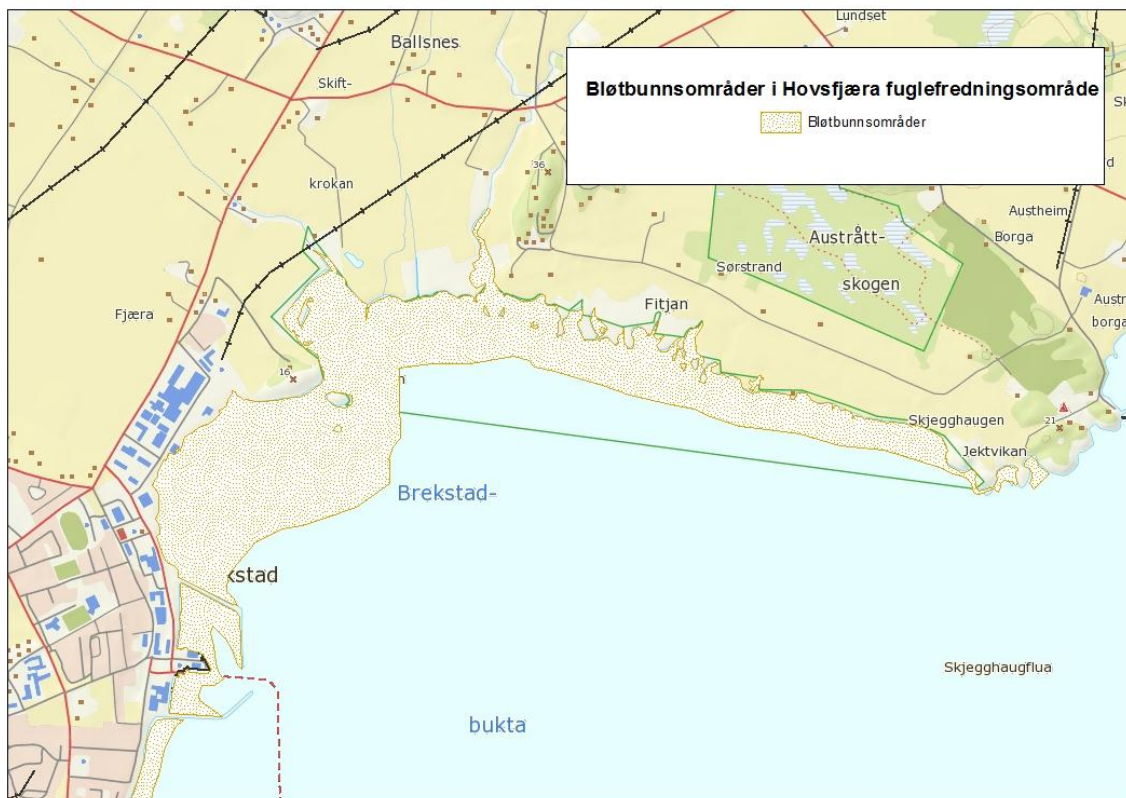 Lundset
Ballsnes
Skift-
Bløtbunnsområder i Hovsfjæra fuglefredningsområde
Bløtbunnsområder
36
krokan
Austheim
Borga
Austrått-
Sørstrand
skogen
Fitjan
Fjæra
borga
16
Skjegghaugen
21
Jektvikan
Brekstad-
kstad
Skjegghaugflua
bukta